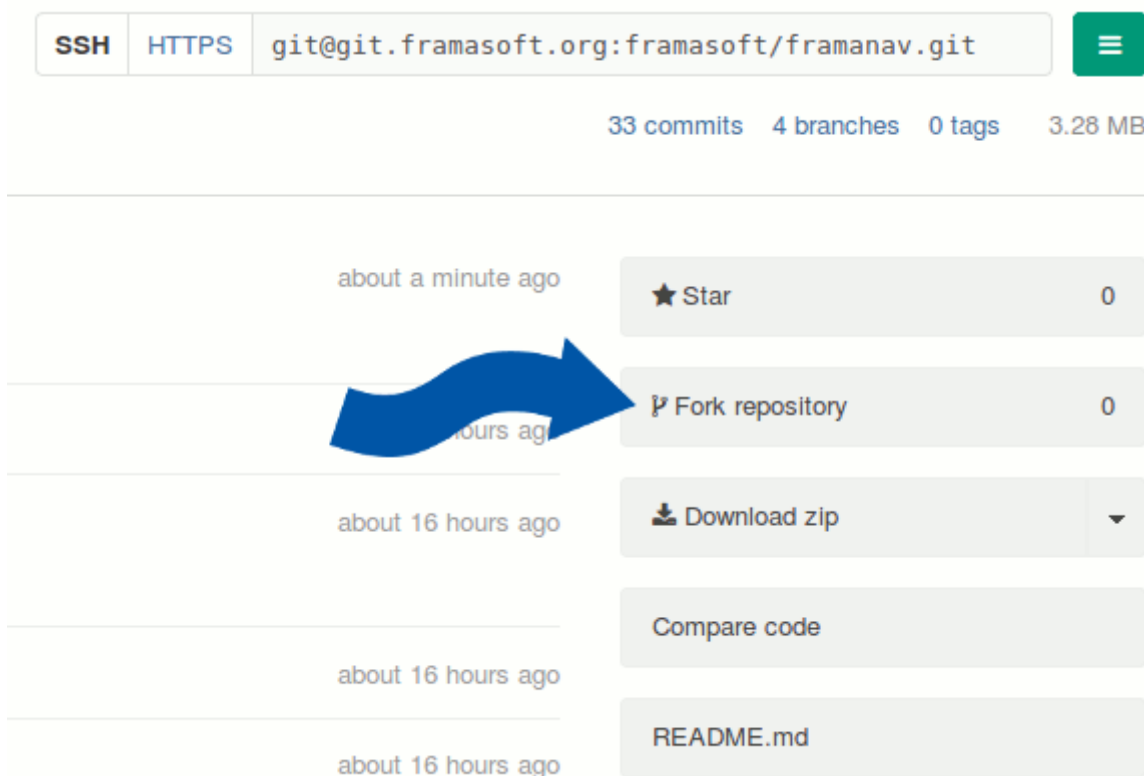 SSH HTTPS git@git.framasoft.org:framasoft/framanav.git
33 commits 4 branches 0 tags 3.28 MB
about a minute ago
Star 0
Fork repository 0
ago
about 16 hours ago
Download zip
Compare code
about 16 hours ago
README.md
about 16 hours ago